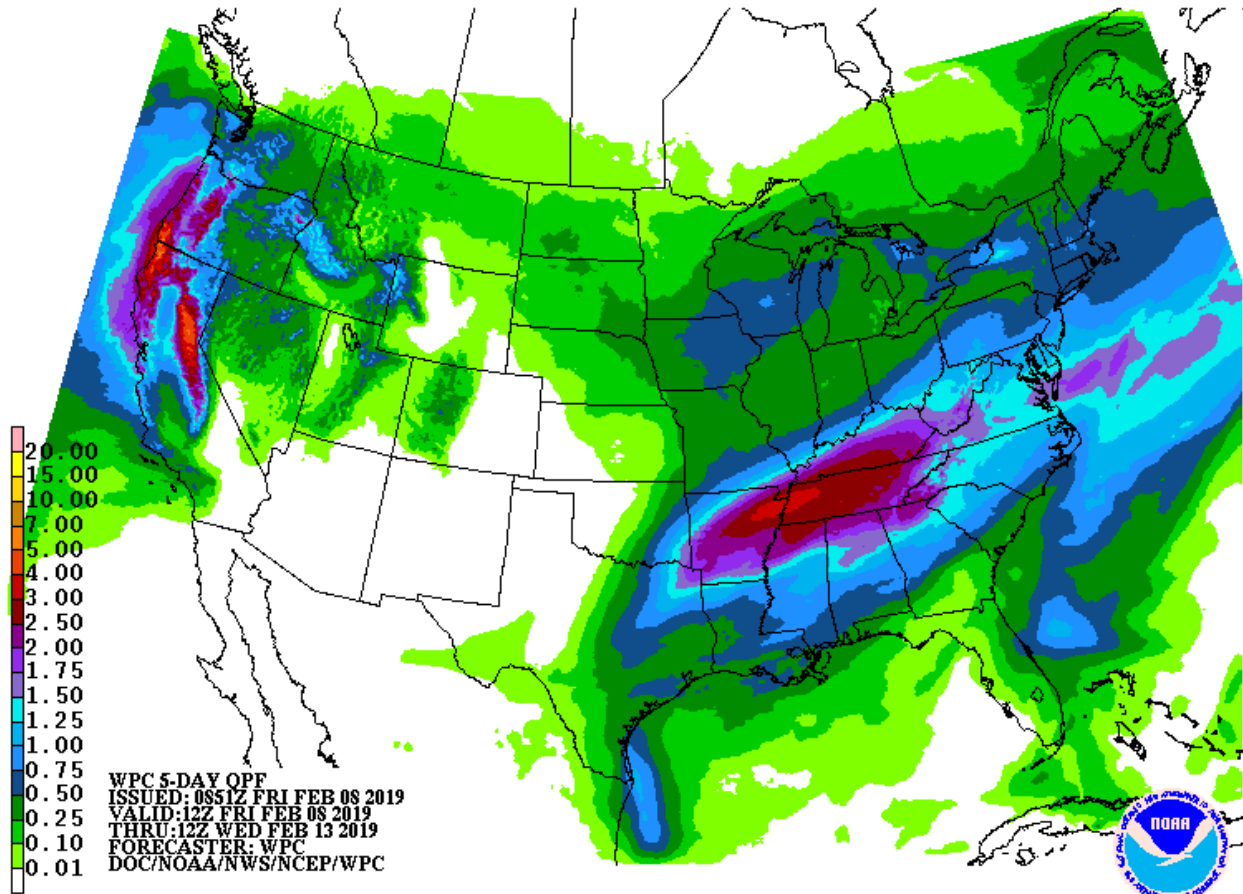 20.00
15.00
10.00
7.00
5.00
4.00
3.00
2.50
2.00
1.75
1.50
1.25
1.00
0.75
0.50
0.25
0.10
0.01
WPC 5-DAY QPF
ISSUED: 0851Z FRI FEB 08 2019
VALID:12Z FRI FEB 08 2019
THRU:12Z WED FEB 13 2019
FORECASTER: WPC
DOC/NOAA/NWS/NCEP/WPC
NOAA